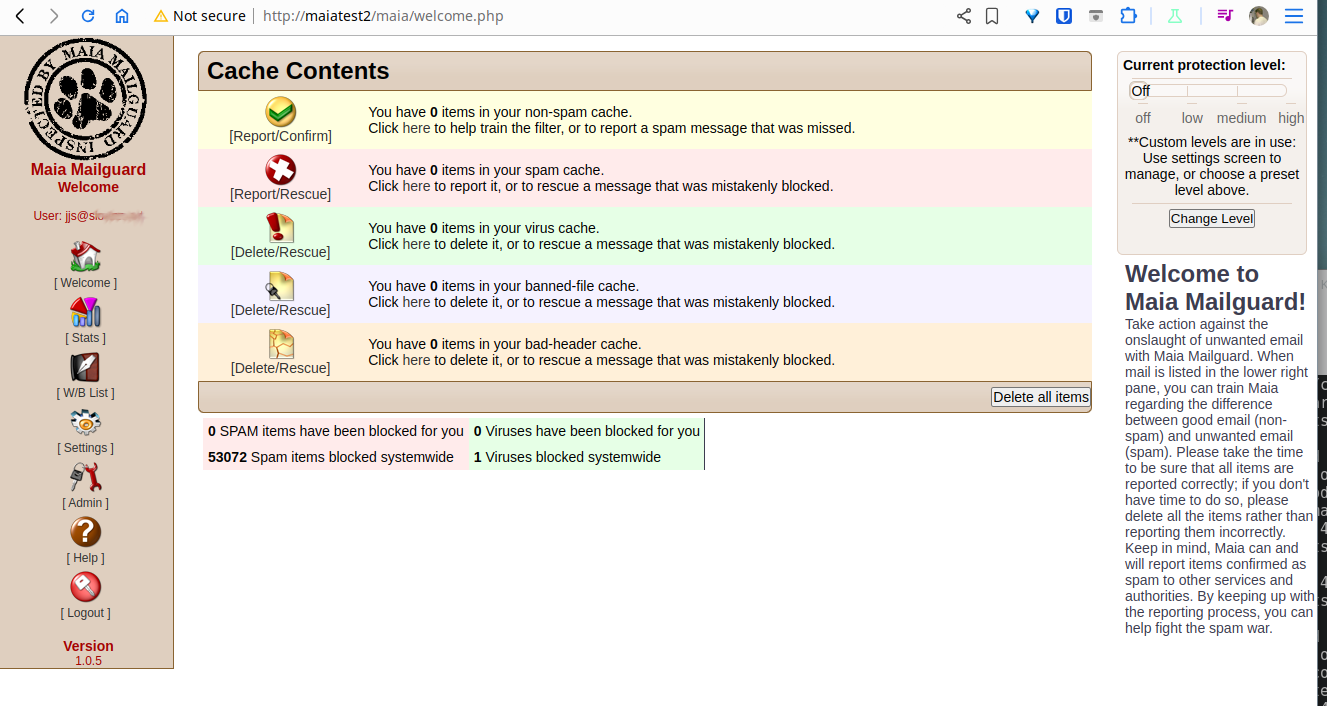 Not secure http://maiatest2/maia/welcome.php
INSPECTED BY MAIA MAILGUARD
Maia Mailguard
Welcome
User: jjs@
[ Welcome ]
[ Stats ]
[ W/B List ]
[ Settings ]
[ Admin ]
[ Help ]
[ Logout ]
Version
1.0.5
Cache Contents
[Report/Confirm]
You have 0 items in your non-spam cache.
Click here to help train the filter, or to report a spam message that was missed.
[Report/Rescue]
You have 0 items in your spam cache.
Click here to report it, or to rescue a message that was mistakenly blocked.
[Delete/Rescue]
You have 0 items in your virus cache.
Click here to delete it, or to rescue a message that was mistakenly blocked.
[Delete/Rescue]
You have 0 items in your banned-file cache.
Click here to delete it, or to rescue a message that was mistakenly blocked.
[Delete/Rescue]
You have 0 items in your bad-header cache.
Click here to delete it, or to rescue a message that was mistakenly blocked.
Delete all items
0 SPAM items have been blocked for you 0 Viruses have been blocked for you
53072 Spam items blocked systemwide 1 Viruses blocked systemwide
Current protection level:
Off
off low medium high
**Custom levels are in use:
Use settings screen to
manage, or choose a preset
level above.
Change Level
Welcome to
Maia Mailguard!
Take action against the
onslaught of unwanted email
with Maia Mailguard. When
mail is listed in the lower right
pane, you can train Maia
regarding the difference
between good email (non-
spam) and unwanted email
(spam). Please take the time
to be sure that all items are
reported correctly; if you don't
have time to do so, please
delete all the items rather than
reporting them incorrectly.
Keep in mind, Maia can and
will report items confirmed as
spam to other services and
authorities. By keeping up with
the reporting process, you can
help fight the spam war.